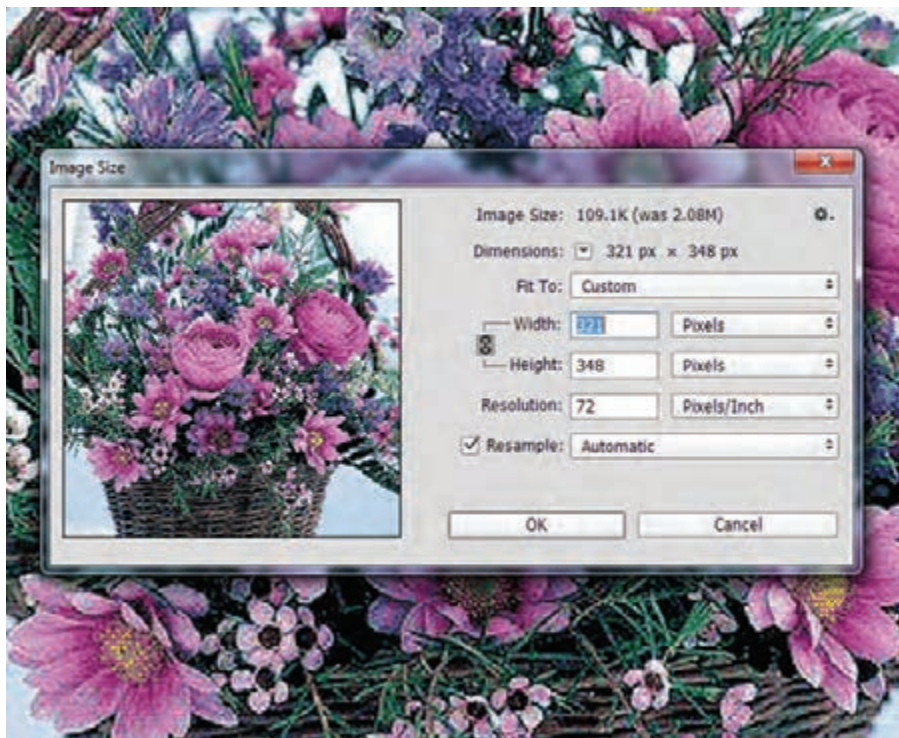 Image Size
Image Size: 109.1K (was 2.08M)
Dimensions: 321 px × 348 px
Fit To: Custom
Width: 321 Pixels
Height: 348 Pixels
Resolution: 72 Pixels/Inch
Resample: Automatic
OK Cancel